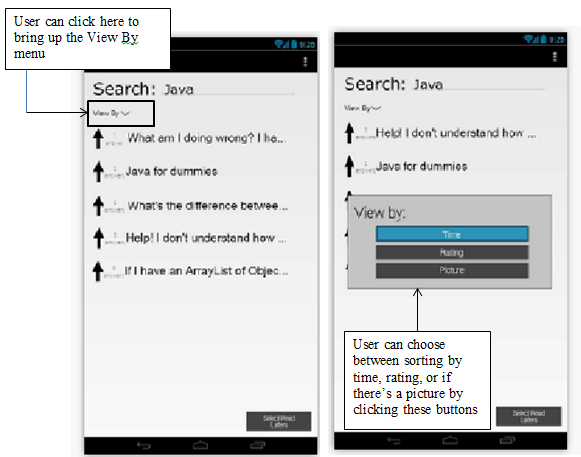 User can click here to
bring up the View By
menu
9:25
Search: Java
View By
What am I doing wrong? I ha...
Java for dummies
What's the difference betwee...
Help! I don't understand how ...
If I have an ArrayList of Objec...
Select Read
Laters
9:25
Search: Java
View By
Help! I don't understand how ...
Java for dummies
View by:
Time
Rating
Picture
User can choose
between sorting by
time, rating, or if
there's a picture by
clicking these buttons
Select Read
Laters